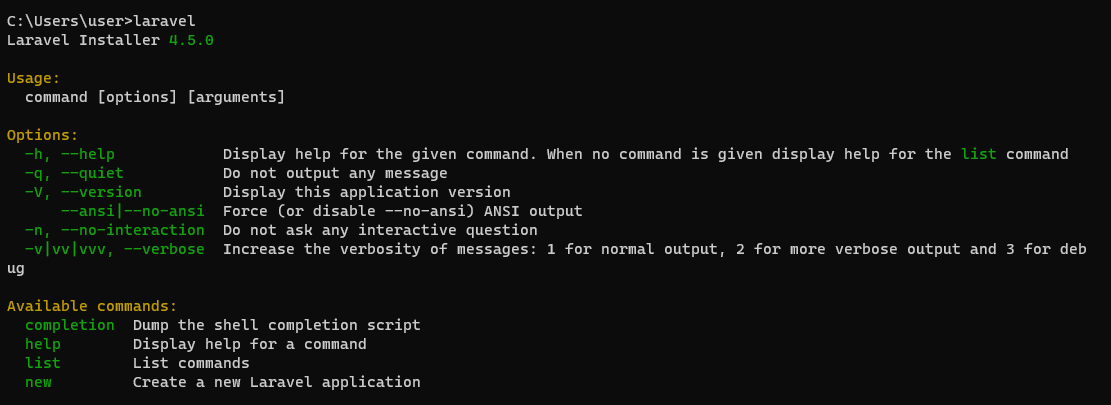 C:\Users\user>laravel
Laravel Installer 4.5.0
Usage:
command [options] [arguments]
Options:
-h, --help Display help for the given command. When no command is given display help for the list command
-q, --quiet Do not output any message
-V, --version Display this application version
--ansi|--no-ansi Force (or disable --no-ansi) ANSI output
-n, --no-interaction Do not ask any interactive question
-v|vv|vvv, --verbose Increase the verbosity of messages: 1 for normal output, 2 for more verbose output and 3 for deb
ug
Available commands:
completion Dump the shell completion script
help Display help for a command
list List commands
new Create a new Laravel application